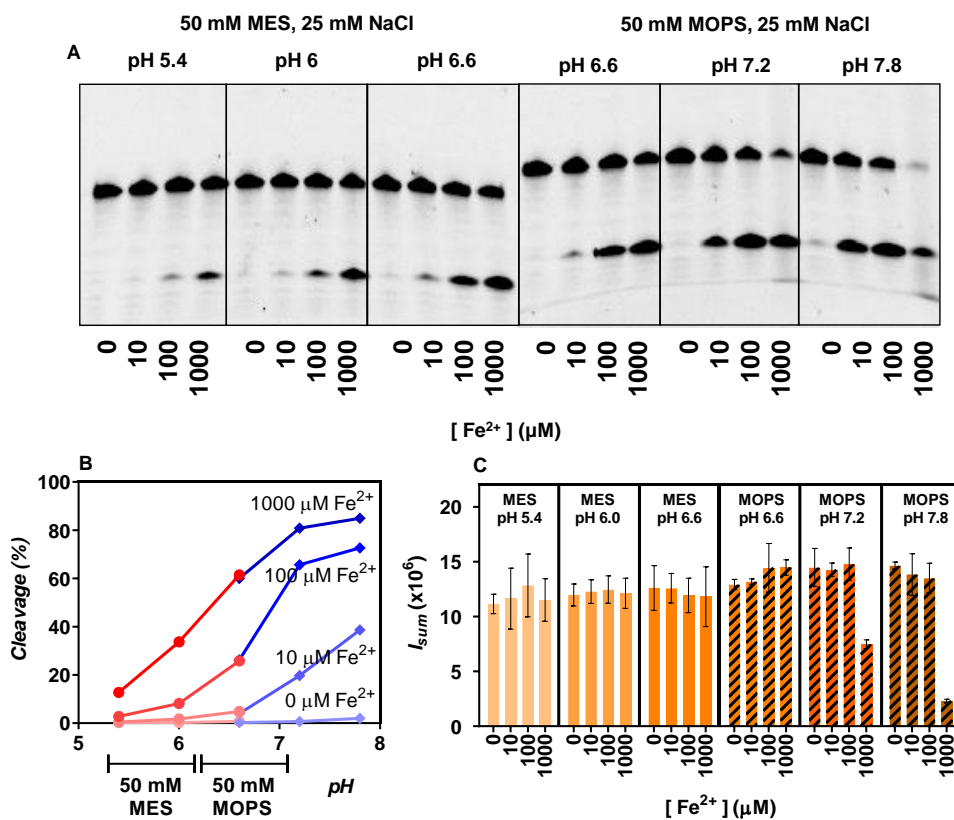 50 mM MES, 25 mM NaCl
50 mM MOPS, 25 mM NaCl
A
pH 5.4
pH 6
pH 6.6
pH 6.6
pH 7.2
pH 7.8
0 10 100 1000 0 10 100 1000 0 10 100 1000 0 10 100 1000 0 10 100 1000 0 10 100 1000
[ Fe²⁺ ] (µM)
B
Cleavage (%)
100
80
60
40
20
0
1000 µM Fe²⁺
100 µM Fe²⁺
10 µM Fe²⁺
0 µM Fe²⁺
5 6 7 8
50 mM
MES
50 mM
MOPS
pH
C
I_sum (x10⁶)
20
15
10
5
0
MES
pH 5.4
MES
pH 6.0
MES
pH 6.6
MOPS
pH 6.6
MOPS
pH 7.2
MOPS
pH 7.8
0 10 100 1000 0 10 100 1000 0 10 100 1000 0 10 100 1000 0 10 100 1000 0 10 100 1000
[ Fe²⁺ ] (µM)